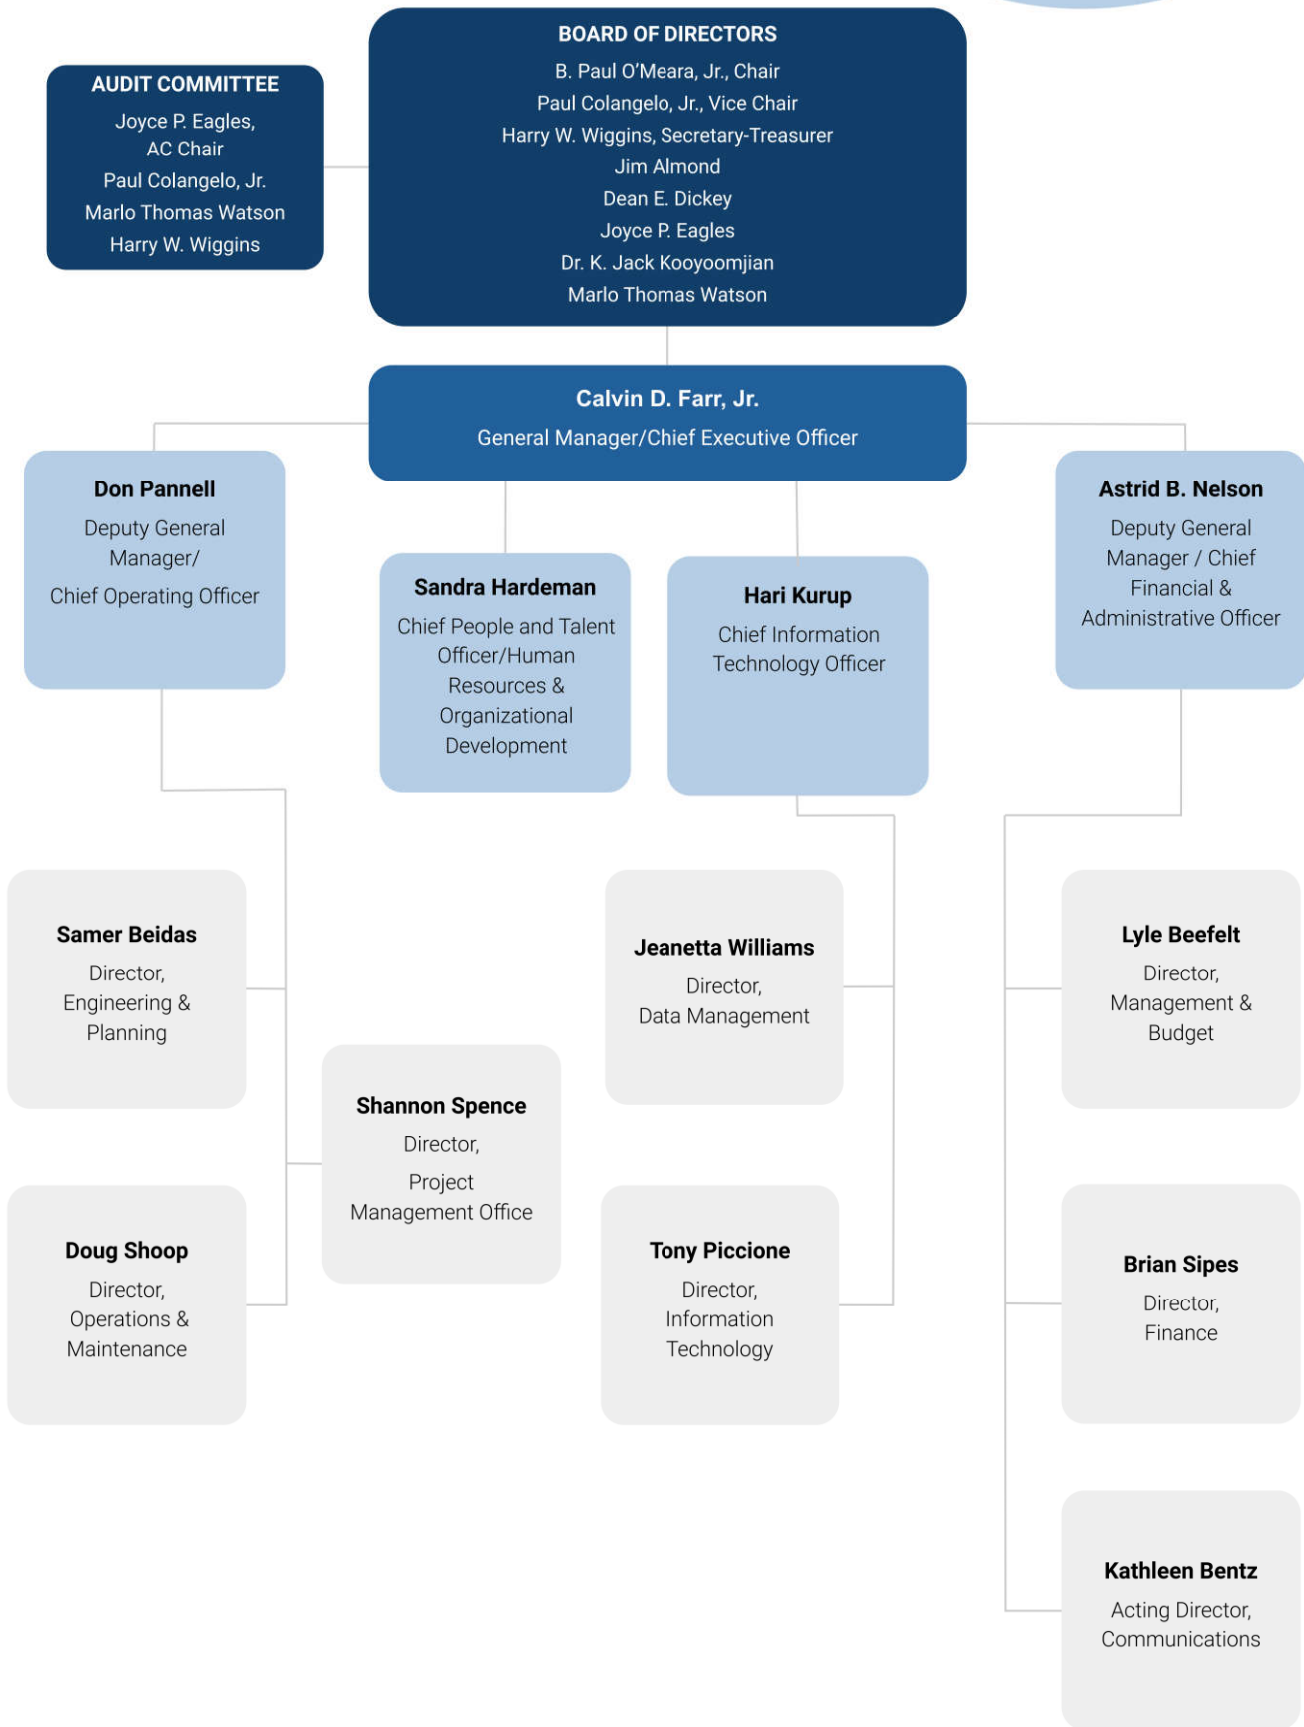 BOARD OF DIRECTORS
B. Paul O’Meara, Jr., Chair
Paul Colangelo, Jr., Vice Chair
Harry W. Wiggins, Secretary-Treasurer
Jim Almond
Dean E. Dickey
Joyce P. Eagles
Dr. K. Jack Kooyoomjian
Marlo Thomas Watson
AUDIT COMMITTEE
Joyce P. Eagles,
AC Chair
Paul Colangelo, Jr.
Marlo Thomas Watson
Harry W. Wiggins
Calvin D. Farr, Jr.
General Manager/Chief Executive Officer
Don Pannell
Deputy General
Manager/
Chief Operating Officer
Sandra Hardeman
Chief People and Talent
Officer/Human
Resources &
Organizational
Development
Hari Kurup
Chief Information
Technology Officer
Astrid B. Nelson
Deputy General
Manager / Chief
Financial &
Administrative Officer
Samer Beidas
Director,
Engineering &
Planning
Shannon Spence
Director,
Project
Management Office
Doug Shoop
Director,
Operations &
Maintenance
Jeanetta Williams
Director,
Data Management
Tony Piccione
Director,
Information
Technology
Lyle Beefelt
Director,
Management &
Budget
Brian Sipes
Director,
Finance
Kathleen Bentz
Acting Director,
Communications